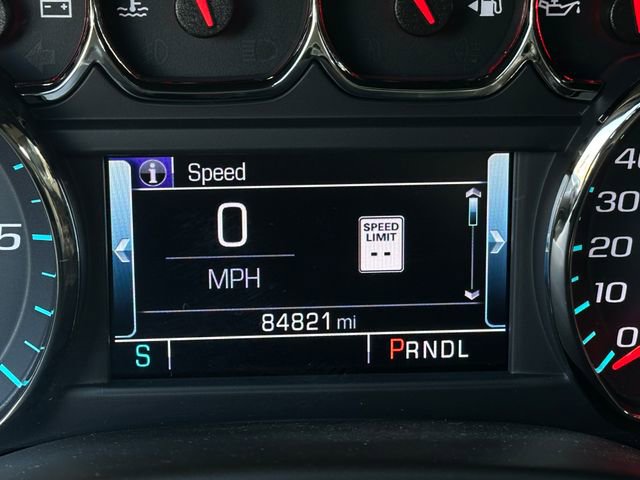 Speed
0
MPH
SPEED
LIMIT
--
84821 mi
S
PRNDL
5
40
30
20
10
0